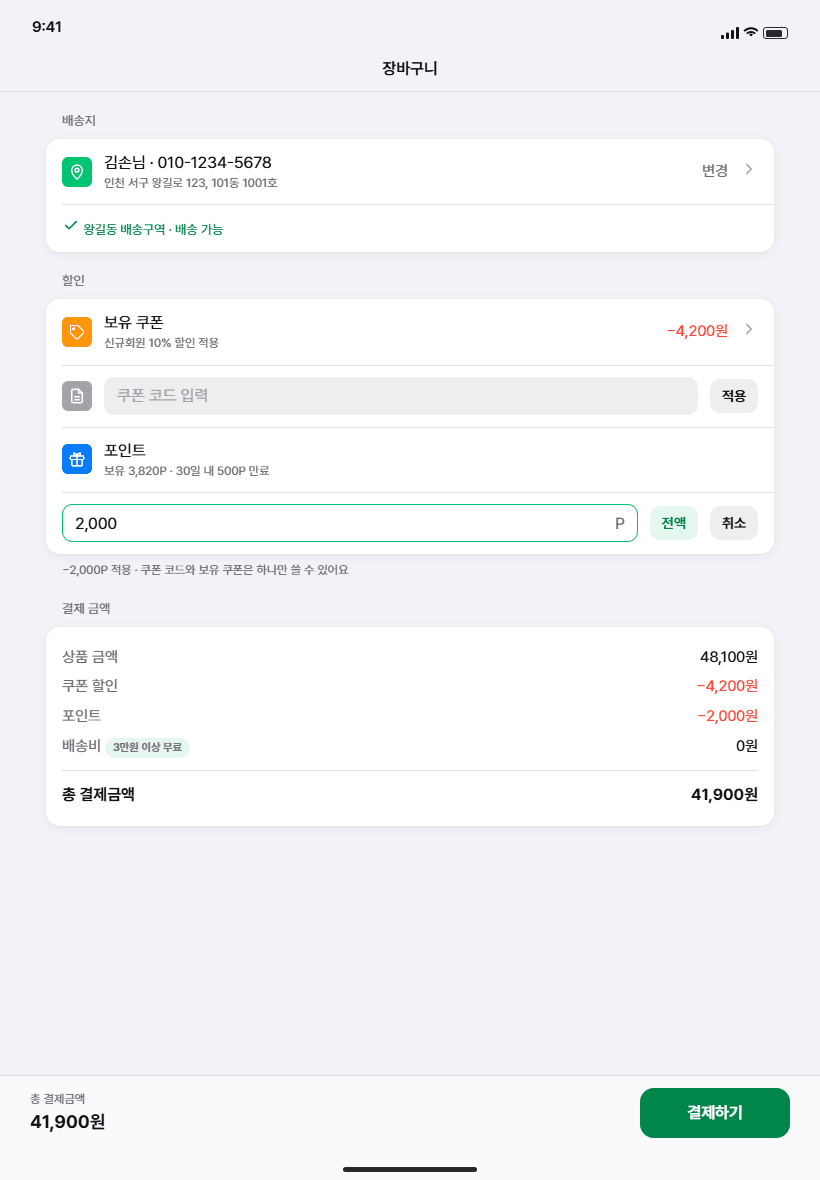 9:41
장바구니
배송지
김손님 · 010-1234-5678
인천 서구 왕길로 123, 101동 1001호
변경
왕길동 배송구역 · 배송 가능
할인
보유 쿠폰
신규회원 10% 할인 적용
−4,200원
쿠폰 코드 입력
적용
포인트
보유 3,820P · 30일 내 500P 만료
2,000 P
전액
취소
−2,000P 적용 · 쿠폰 코드와 보유 쿠폰은 하나만 쓸 수 있어요
결제 금액
상품 금액 48,100원
쿠폰 할인 −4,200원
포인트 −2,000원
배송비 3만원 이상 무료 0원
총 결제금액 41,900원
총 결제금액
41,900원
결제하기